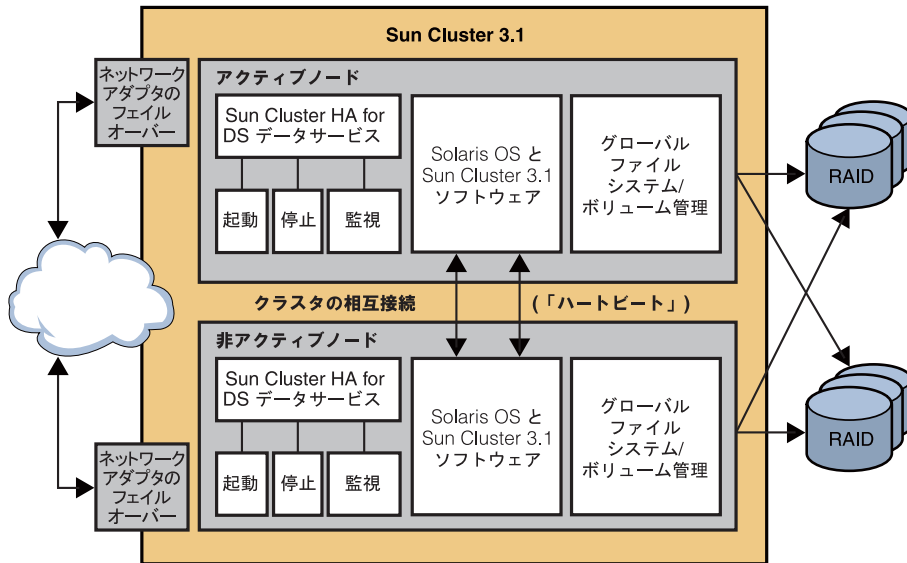 Sun Cluster 3.1
ネットワーク
アダプタの
フェイル
オーバー
アクティブノード
Sun Cluster HA for
DS データサービス
起動
停止
監視
Solaris OS と
Sun Cluster 3.1
ソフトウェア
グローバル
ファイル
システム/
ボリューム管理
RAID
クラスタの相互接続
(「ハートビート」)
非アクティブノード
Sun Cluster HA for
DS データサービス
起動
停止
監視
Solaris OS と
Sun Cluster 3.1
ソフトウェア
グローバル
ファイル
システム/
ボリューム管理
RAID
ネットワーク
アダプタの
フェイル
オーバー